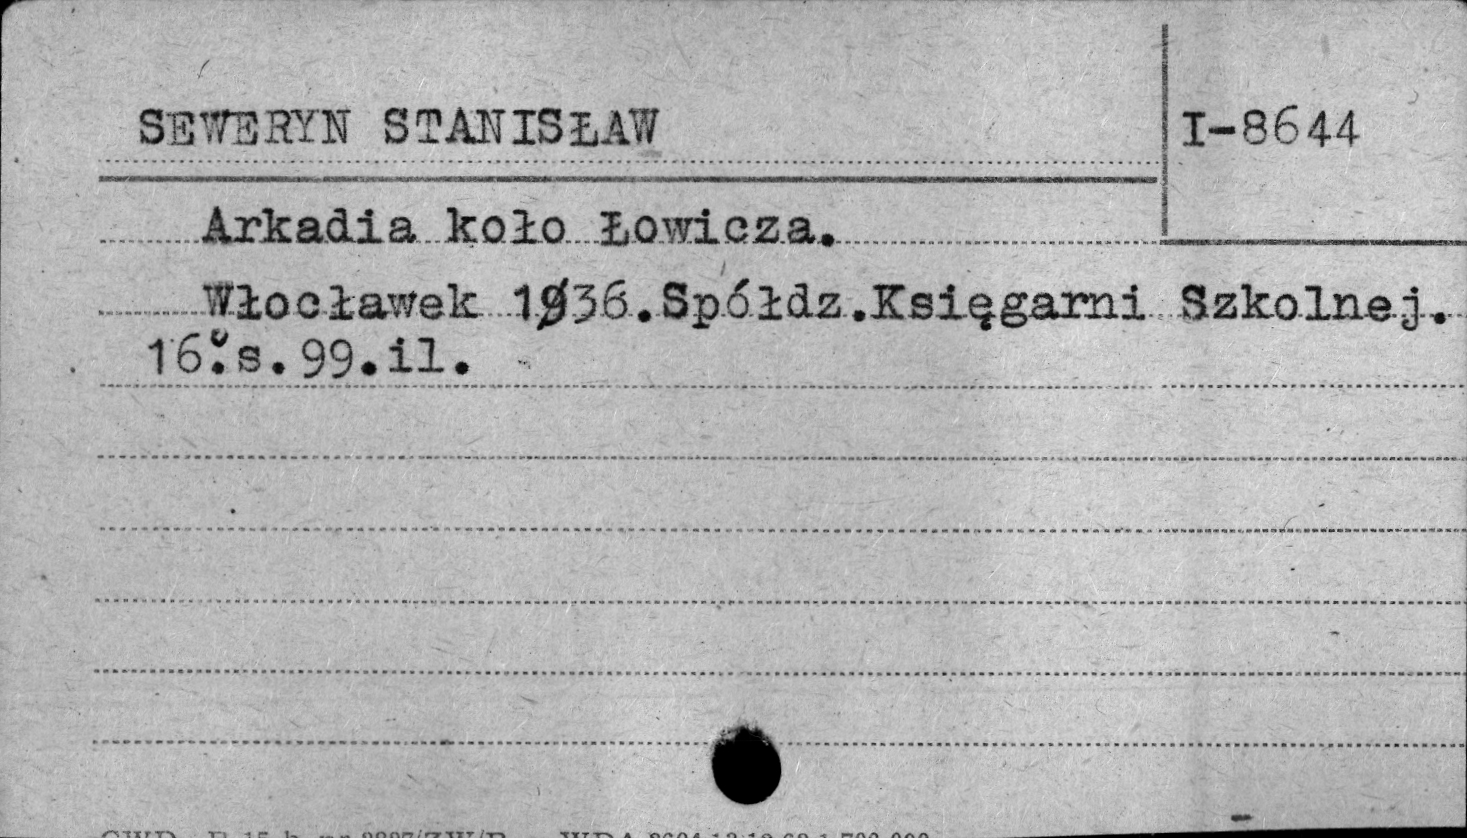 SEWERYN STANISŁAW
I-8644
Arkadia koło Łowicza.
Włocławek 1936.Spółdz.Księgarni Szkolnej.
16°.s.99.il.